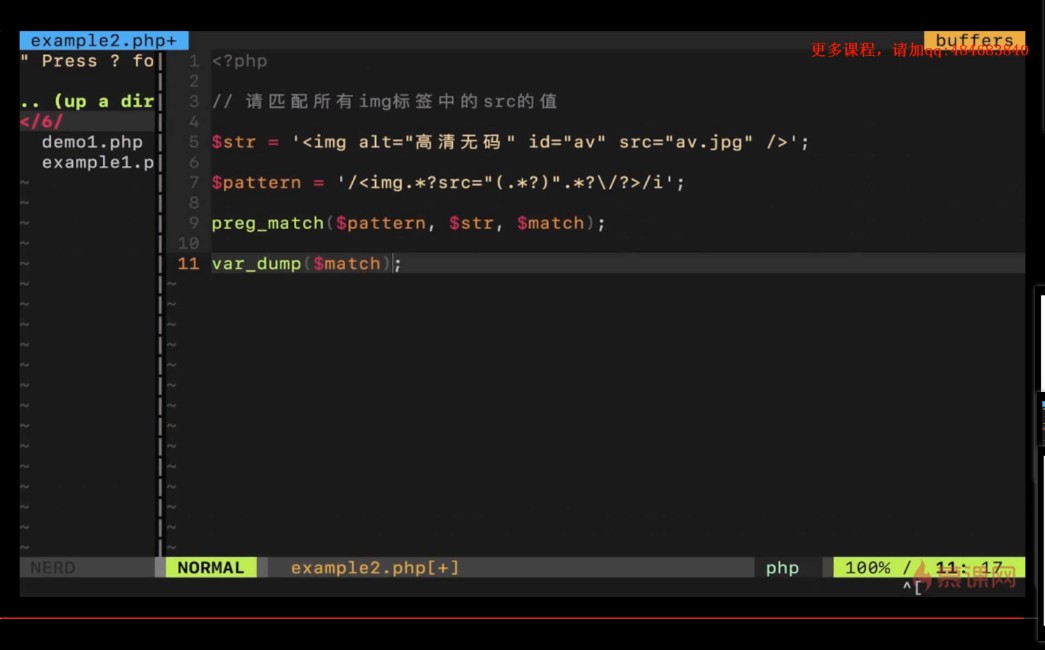 example2.php+
buffers
更多课程，请加qq:484683840
" Press ? fo
.. (up a dir
</6/
demo1.php
example1.p
1 <?php
2
3 // 请匹配所有img标签中的src的值
4
5 $str = '<img alt="高清无码" id="av" src="av.jpg" />';
6
7 $pattern = '/<img.*?src="(.*?)".*?\/?>/i';
8
9 preg_match($pattern, $str, $match);
10
11 var_dump($match);
NERD
NORMAL example2.php[+] php 100% / 11: 17
^[
慕课网